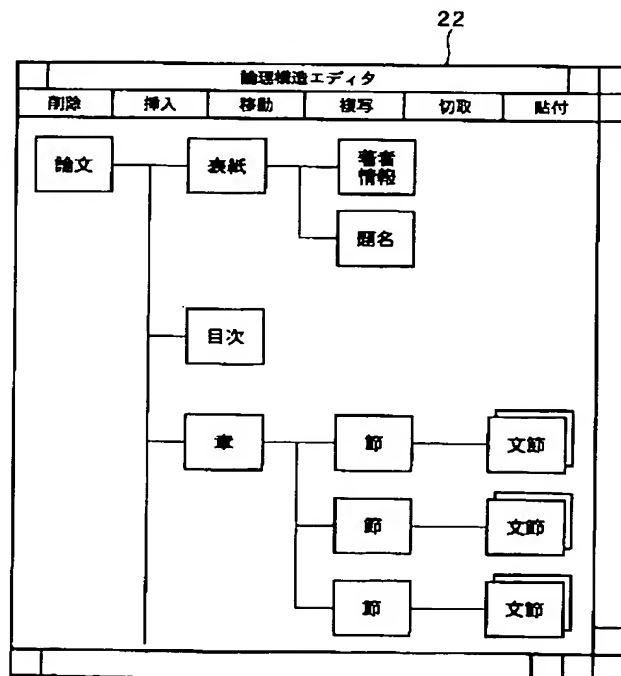 22
論理構造エディタ
削除 挿入 移動 複写 切取 貼付
論文 表紙 著者
情報
題名
目次
章 節 文節
節 文節
節 文節